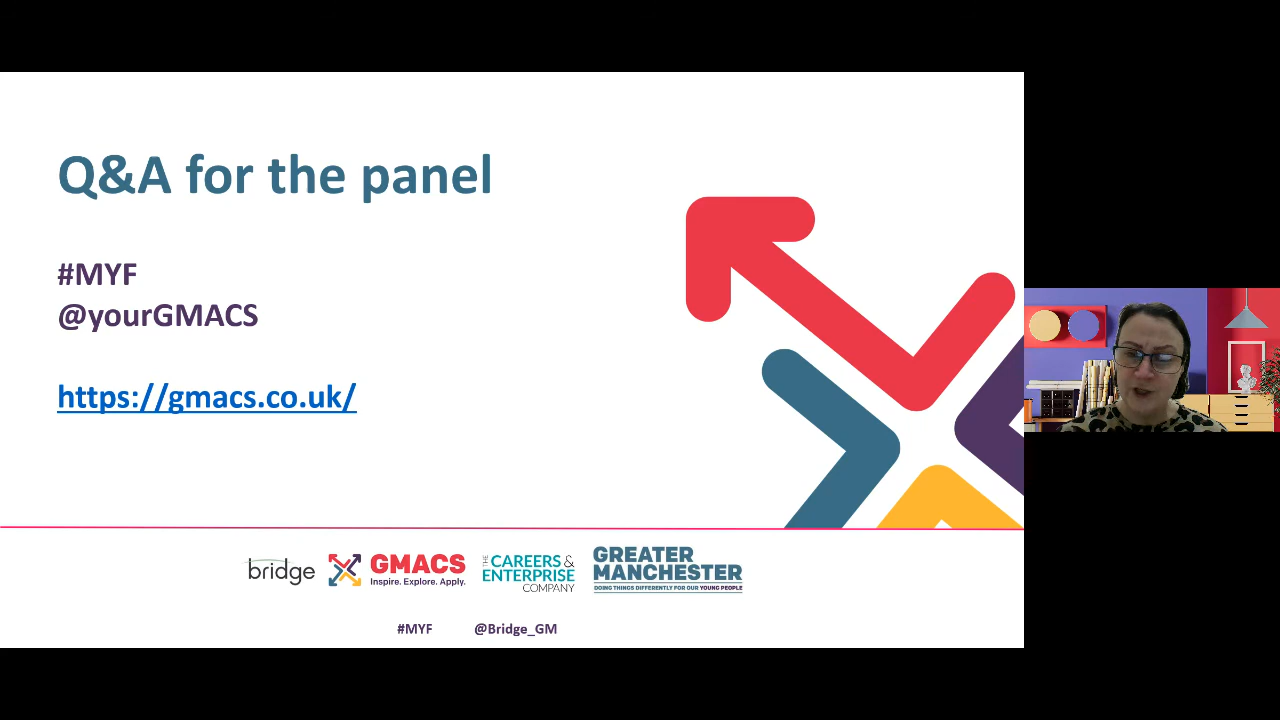 Q&A for the panel
#MYF
@yourGMACS
https://gmacs.co.uk/
bridge
GMACS
Inspire. Explore. Apply.
THE CAREERS &
ENTERPRISE
COMPANY
GREATER
MANCHESTER
DOING THINGS DIFFERENTLY FOR OUR YOUNG PEOPLE
#MYF @Bridge_GM